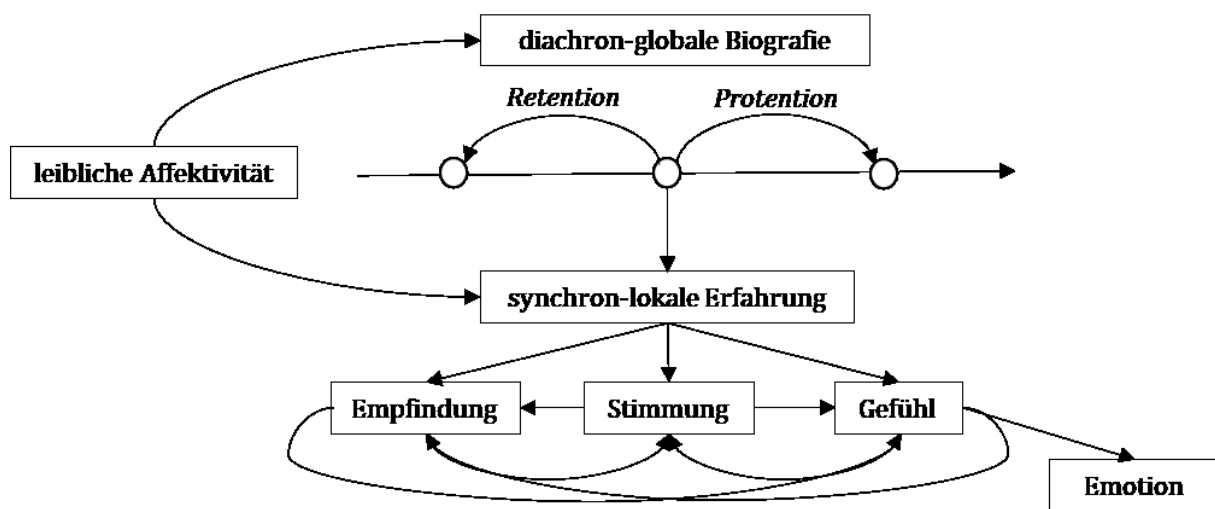 diachron-globale Biografie
Retention Protention
leibliche Affektivität
synchron-lokale Erfahrung
Empfindung Stimmung Gefühl
Emotion